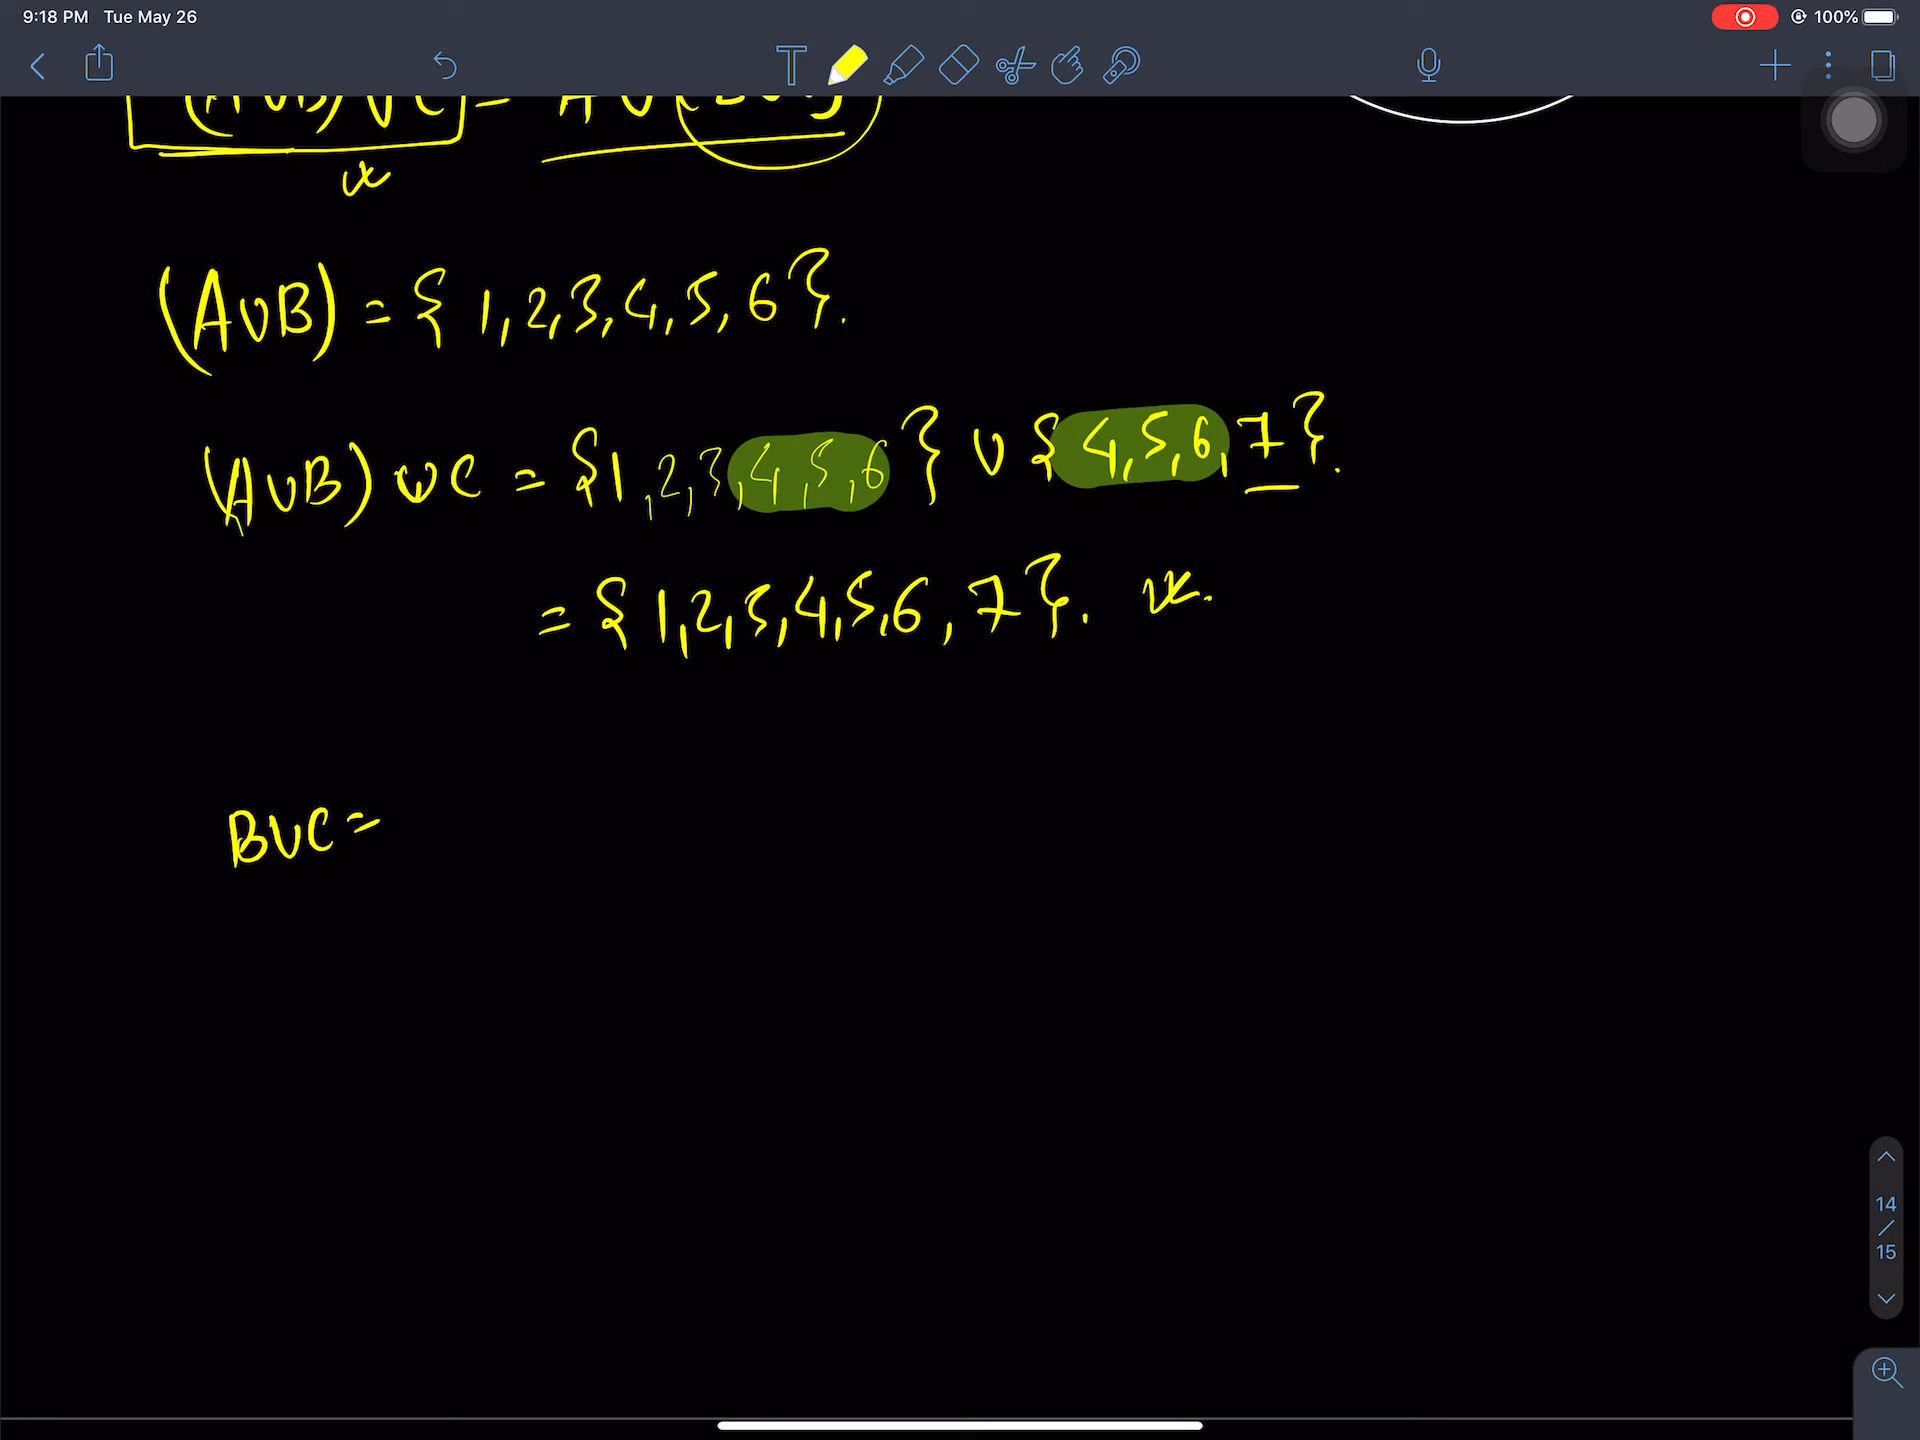 9:18 PM Tue May 26
100%
(A∪B) ∪ C = A ∪ (B∪C)
(A∪B) = { 1,2,3,4,5,6 }.
(A∪B) ∪ C = {1,2,3,4,5,6 } ∪ { 4,5,6,7 }.
= { 1,2,3,4,5,6,7 }.
B∪C =
14
/
15